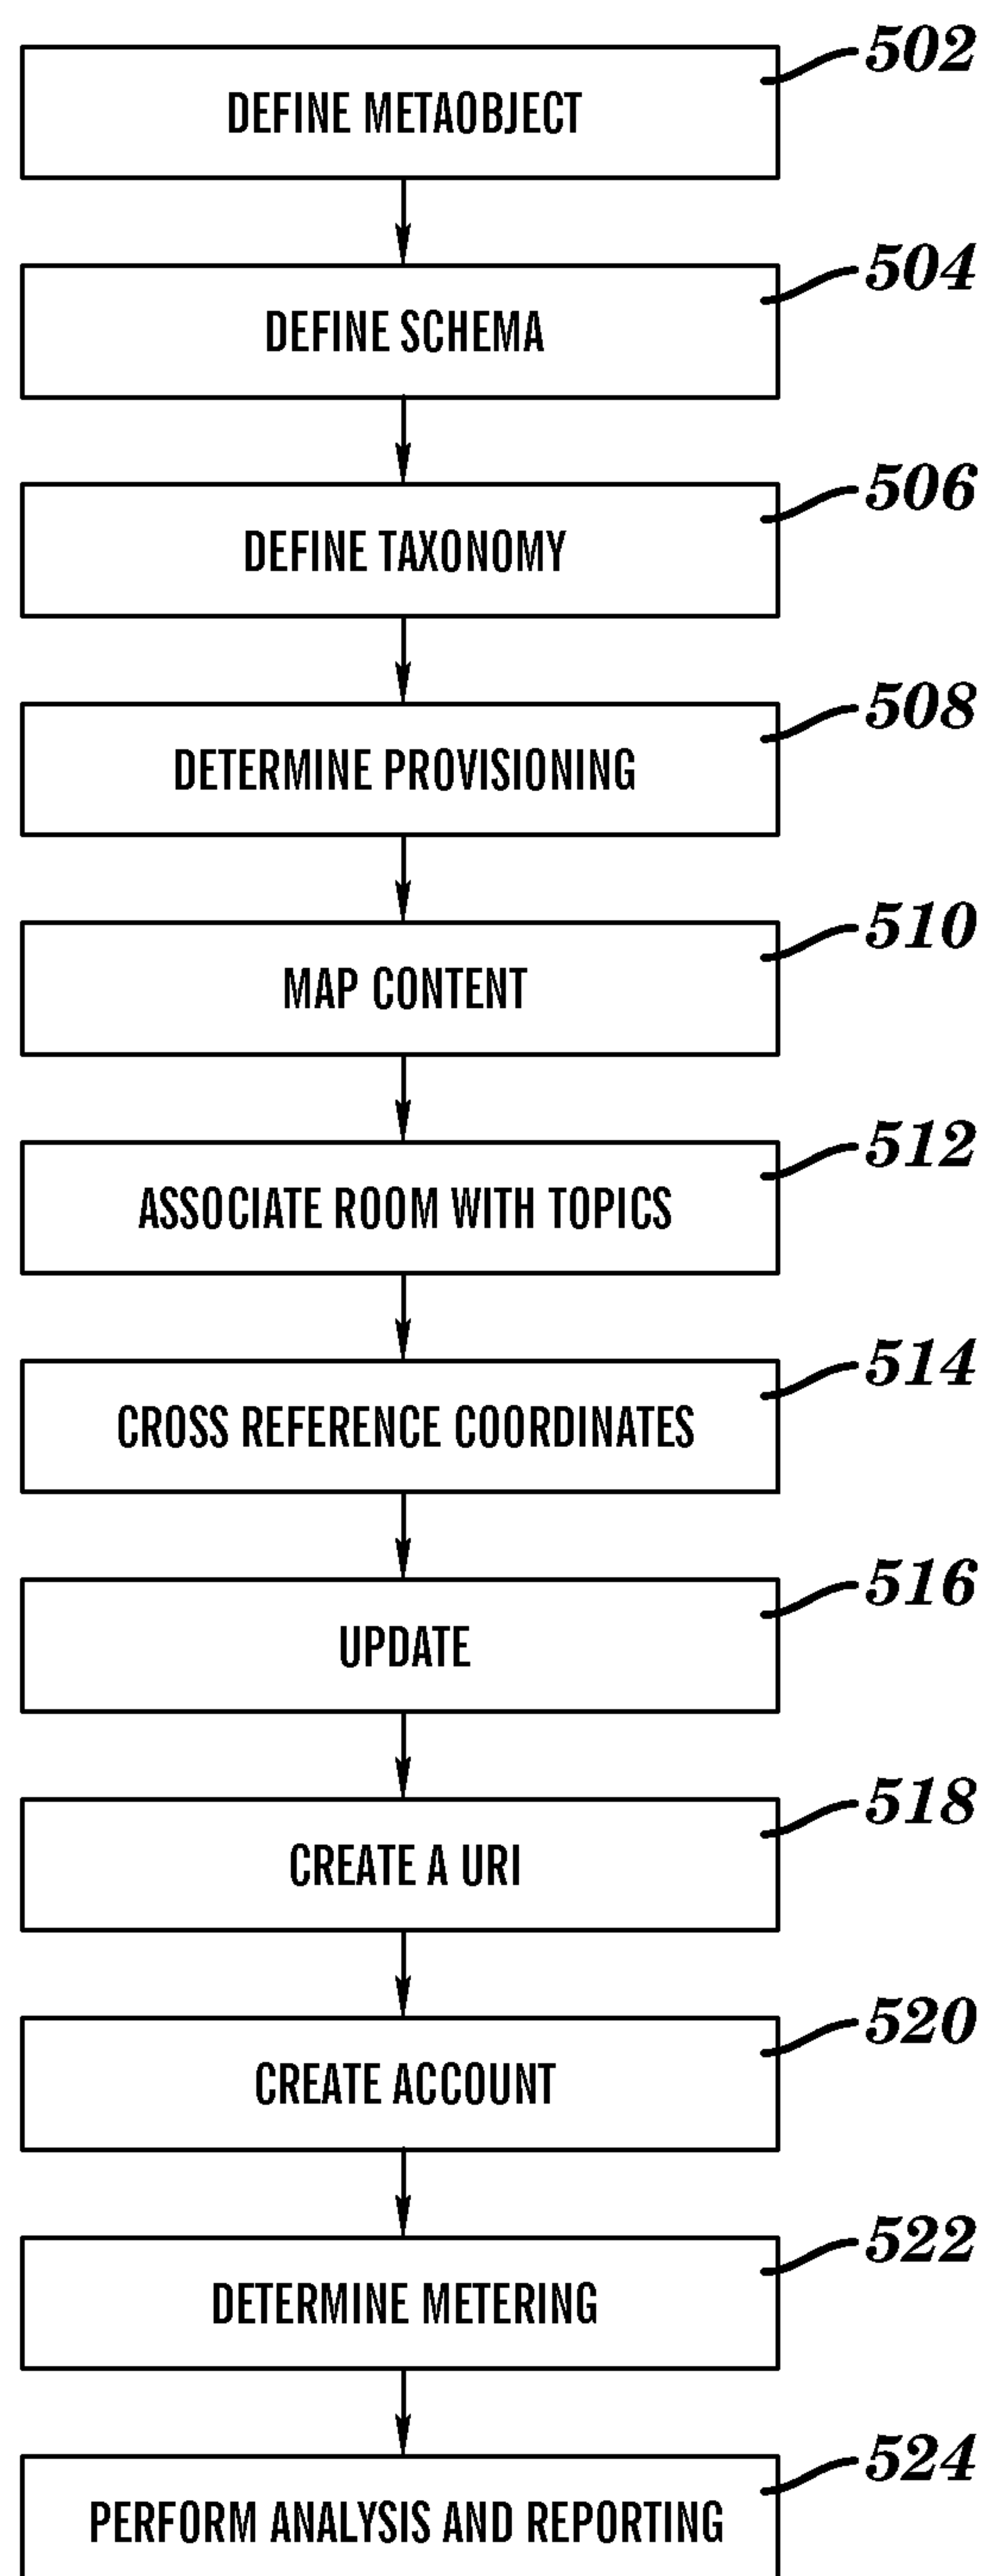 502
DEFINE METAOBJECT
504
DEFINE SCHEMA
506
DEFINE TAXONOMY
508
DETERMINE PROVISIONING
510
MAP CONTENT
512
ASSOCIATE ROOM WITH TOPICS
514
CROSS REFERENCE COORDINATES
516
UPDATE
518
CREATE A URI
520
CREATE ACCOUNT
522
DETERMINE METERING
524
PERFORM ANALYSIS AND REPORTING